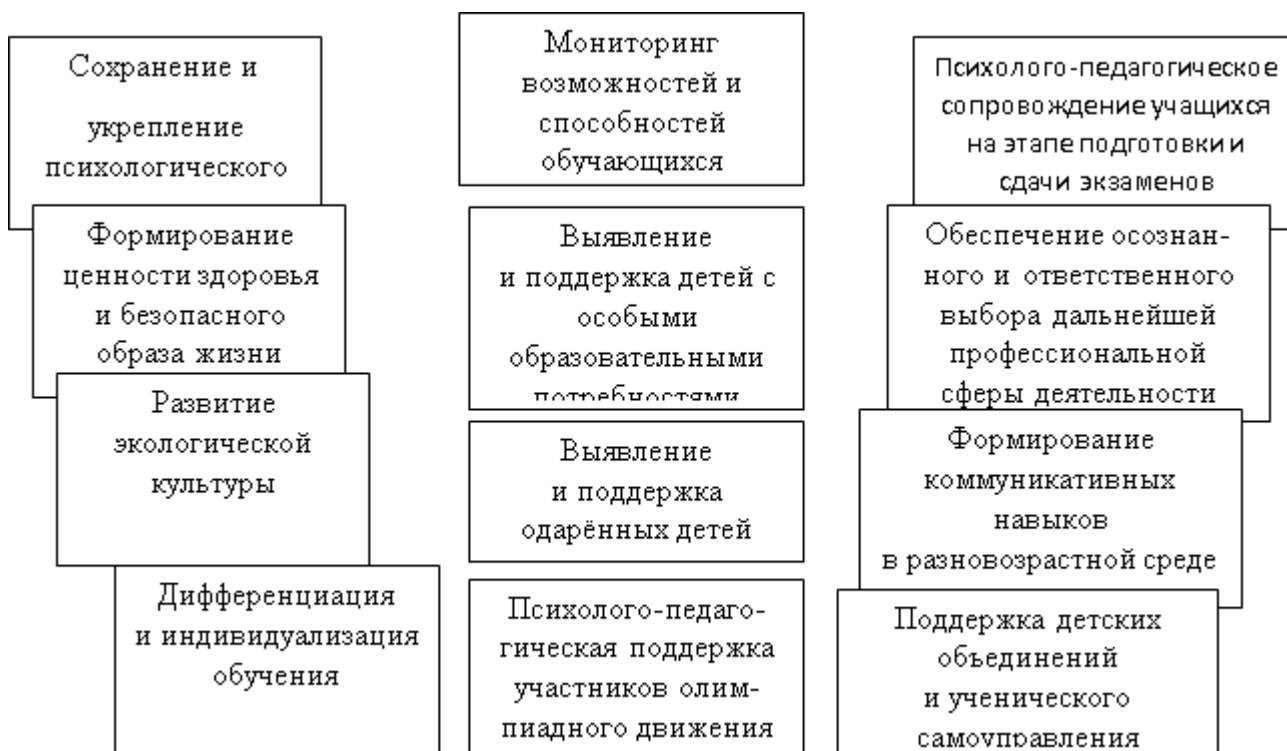 Сохранение и
укрепление
психологического
Формирование
ценности здоровья
и безопасного
образа жизни
Развитие
экологической
культуры
Дифференциация
и индивидуализация
обучения
Мониторинг
возможностей и
способностей
обучающихся
Выявление
и поддержка детей с
особыми
образовательными
потребностями
Выявление
и поддержка
одарённых детей
Психолого-педаго-
гическая поддержка
участников олим-
пиадного движения
Психолого-педагогическое
сопровождение учащихся
на этапе подготовки и
сдачи экзаменов
Обеспечение осознан-
ного и ответственного
выбора дальнейшей
профессиональной
сферы деятельности
Формирование
коммуникативных
навыков
в разновозрастной среде
Поддержка детских
объединений
и ученического
самоуправления